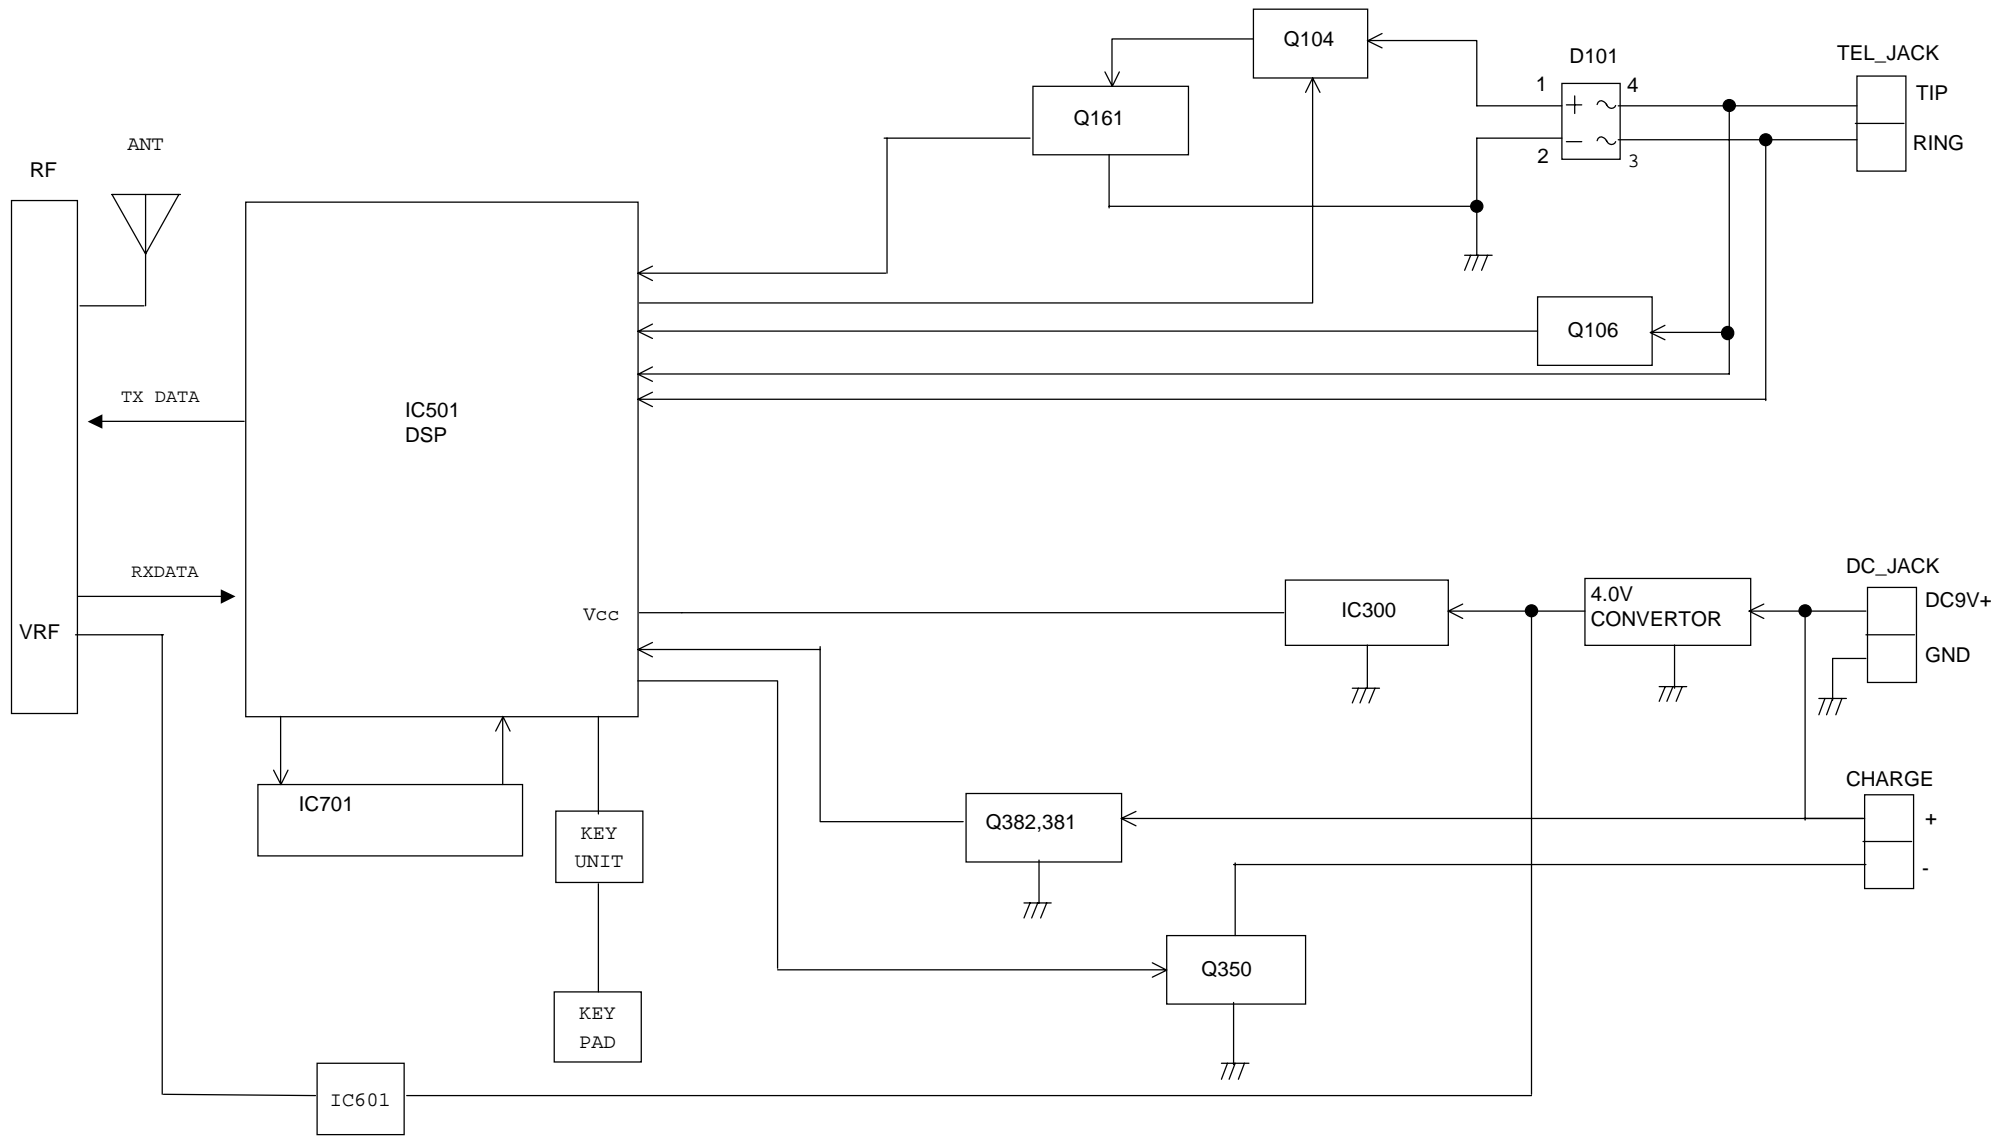 Q104
D101
TEL_JACK
1
+
~
4
TIP
Q161
2
−
~
3
RING
ANT
RF
Q106
TX DATA
IC501
DSP
DC_JACK
RXDATA
4.0V
CONVERTOR
DC9V+
VRF
Vcc
IC300
GND
CHARGE
IC701
Q382,381
+
KEY
UNIT
-
Q350
KEY
PAD
IC601